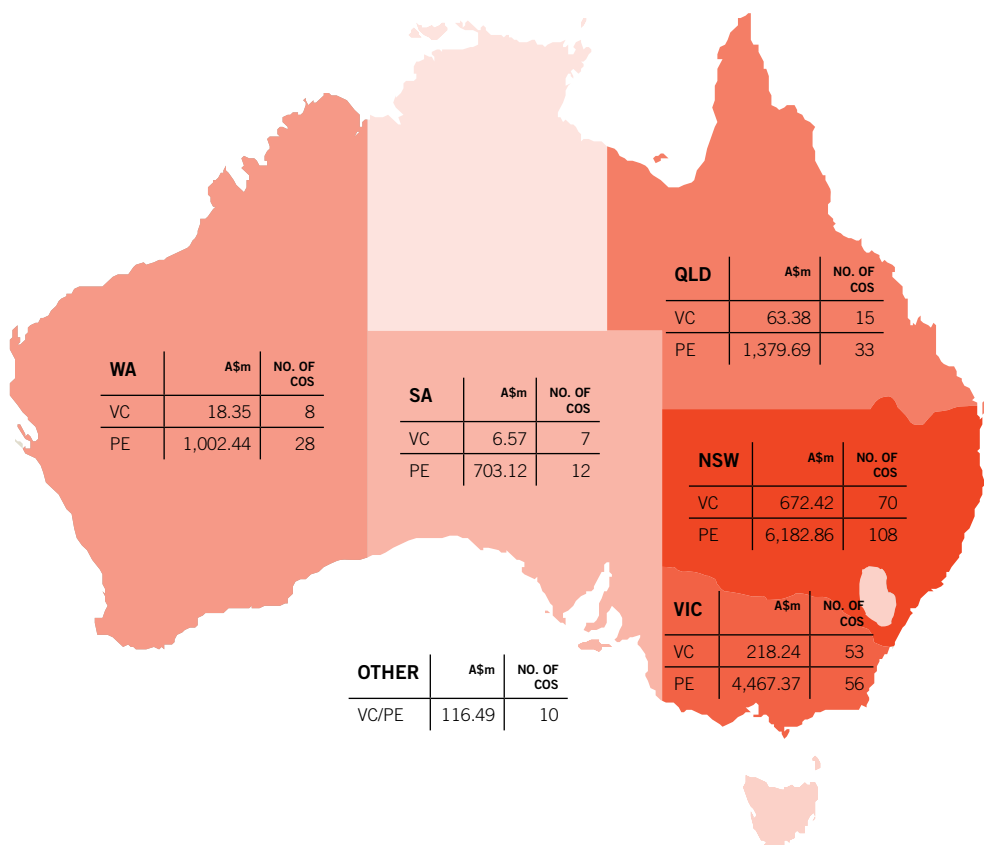 QLD A$m NO. OF
COS
VC 63.38 15
PE 1,379.69 33
WA A$m NO. OF
COS
VC 18.35 8
PE 1,002.44 28
SA A$m NO. OF
COS
VC 6.57 7
PE 703.12 12
NSW A$m NO. OF
COS
VC 672.42 70
PE 6,182.86 108
VIC A$m NO. OF
COS
VC 218.24 53
PE 4,467.37 56
OTHER A$m NO. OF
COS
VC/PE 116.49 10